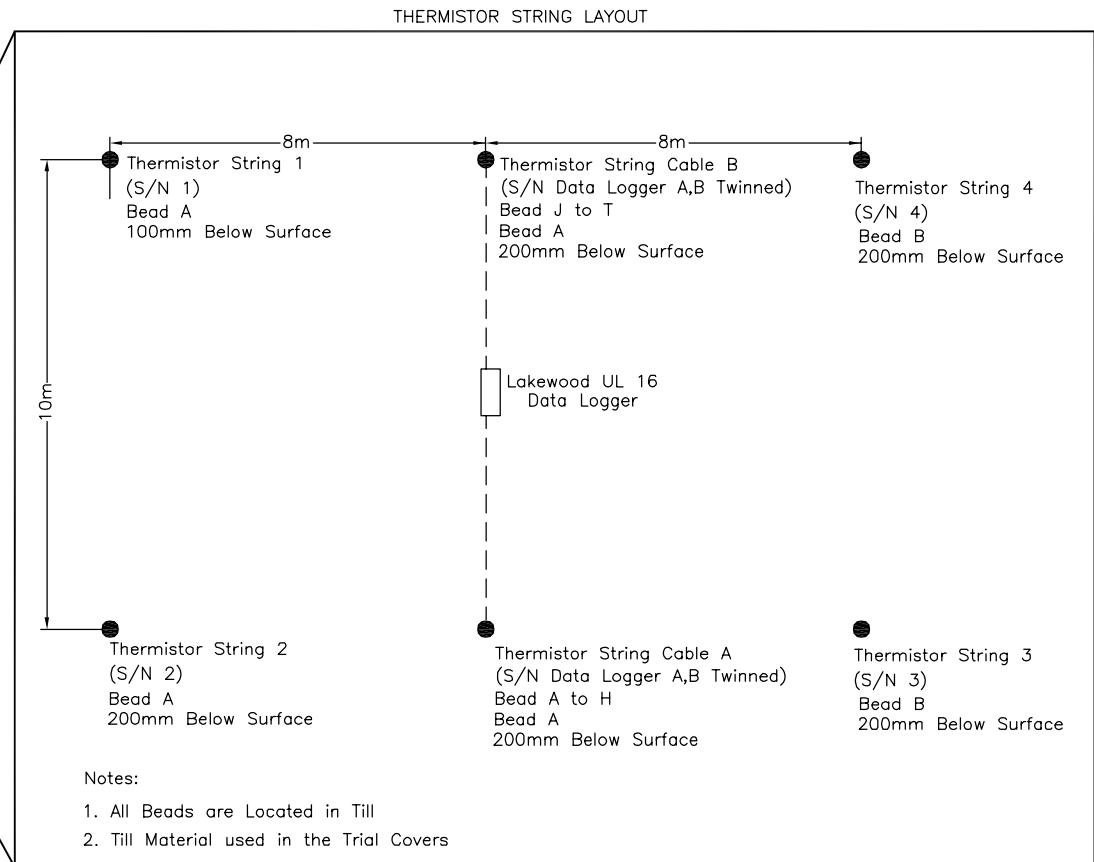 THERMISTOR STRING LAYOUT
8m
8m
Thermistor String 1
(S/N 1)
Bead A
100mm Below Surface
Thermistor String Cable B
(S/N Data Logger A,B Twinned)
Bead J to T
Bead A
200mm Below Surface
Thermistor String 4
(S/N 4)
Bead B
200mm Below Surface
10m
Lakewood UL 16
Data Logger
Thermistor String 2
(S/N 2)
Bead A
200mm Below Surface
Thermistor String Cable A
(S/N Data Logger A,B Twinned)
Bead A to H
Bead A
200mm Below Surface
Thermistor String 3
(S/N 3)
Bead B
200mm Below Surface
Notes:
1. All Beads are Located in Till
2. Till Material used in the Trial Covers